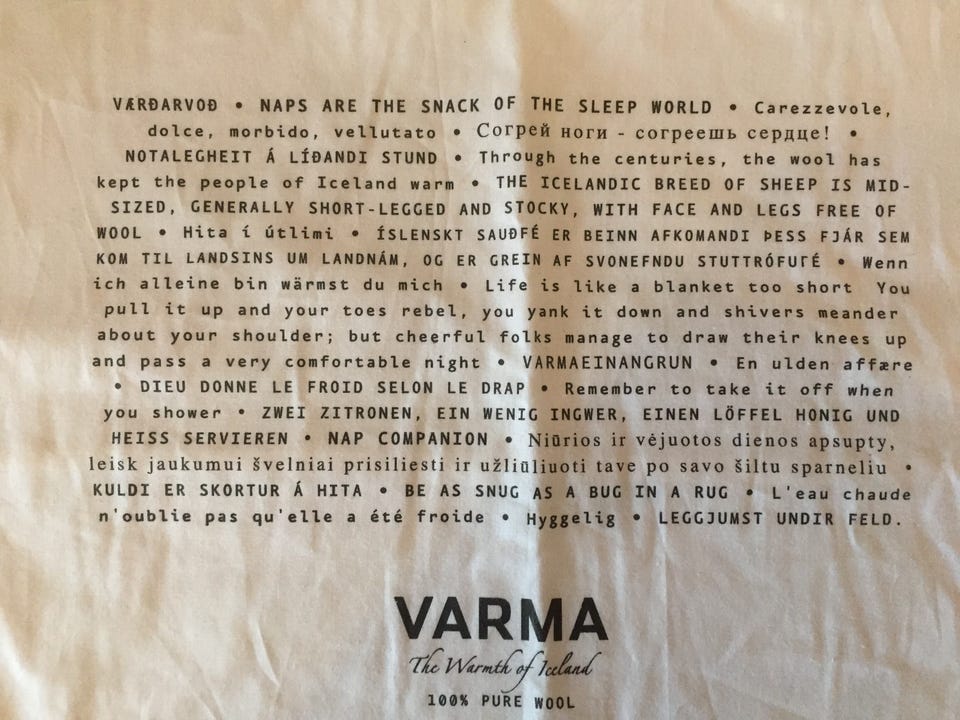 VÆRÐARVOÐ • NAPS ARE THE SNACK OF THE SLEEP WORLD • Carezzevole,
dolce, morbido, vellutato • Согрей ноги - согреешь сердце! •
NOTALEGHEIT Á LÍÐANDI STUND • Through the centuries, the wool has
kept the people of Iceland warm • THE ICELANDIC BREED OF SHEEP IS MID-
SIZED, GENERALLY SHORT-LEGGED AND STOCKY, WITH FACE AND LEGS FREE OF
WOOL • Hita í útlimi • ÍSLENSKT SAUÐFÉ ER BEINN AFKOMANDI ÞESS FJÁR SEM
KOM TIL LANDSINS UM LANDNÁM, OG ER GREIN AF SVONEFNDU STUTTRÓFUFÉ • Wenn
ich alleine bin wärmst du mich • Life is like a blanket too short You
pull it up and your toes rebel, you yank it down and shivers meander
about your shoulder; but cheerful folks manage to draw their knees up
and pass a very comfortable night • VARMAEINANGRUN • En ulden affære
• DIEU DONNE LE FROID SELON LE DRAP • Remember to take it off when
you shower • ZWEI ZITRONEN, EIN WENIG INGWER, EINEN LÖFFEL HONIG UND
HEISS SERVIEREN • NAP COMPANION • Niūrios ir vėjuotos dienos apsupty,
leisk jaukumui švelniai prisiliesti ir užliūliuoti tave po savo šiltu sparneliu •
KULDI ER SKORTUR Á HITA • BE AS SNUG AS A BUG IN A RUG • L'eau chaude
n'oublie pas qu'elle a été froide • Hyggelig • LEGGJUMST UNDIR FELD.
VARMA
The Warmth of Iceland
100% PURE WOOL